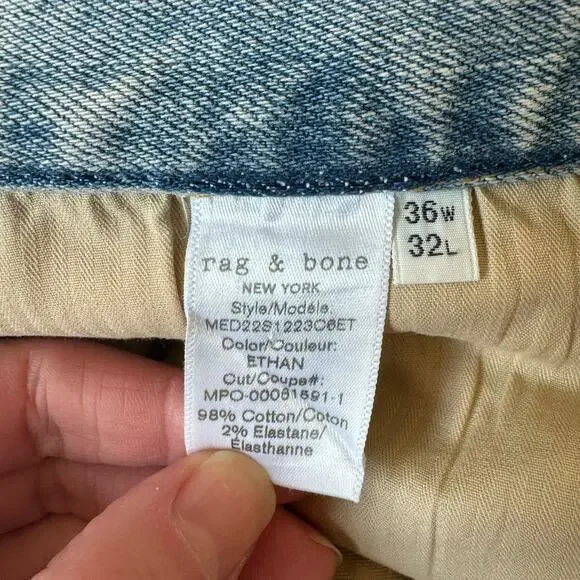 rag & bone
NEW YORK
Style/Modéle:
MED22S1223C6ET
Color/Couleur:
ETHAN
Cut/Coupe#:
MPO-00081591-1
98% Cotton/Coton
2% Elastane/
Elasthanne
36W
32L